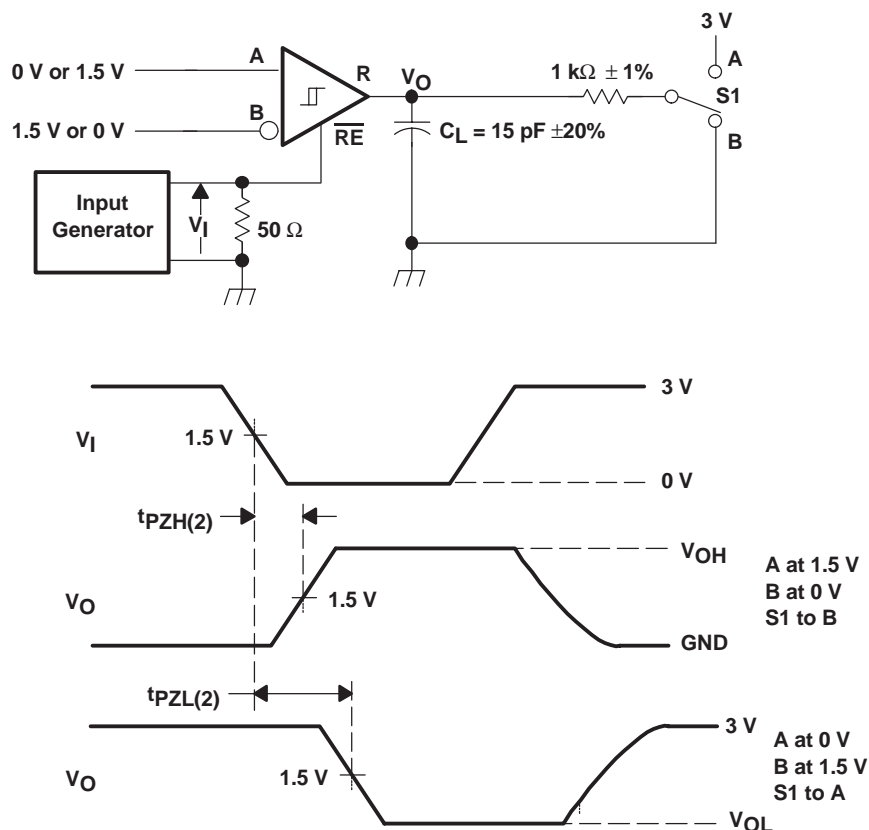 3 V
A
0 V or 1.5 V
A
R
VO
1 kΩ ± 1%
S1
B
1.5 V or 0 V
RE
CL = 15 pF ±20%
B
Input
Generator
VI
50 Ω
3 V
VI
1.5 V
0 V
tPZH(2)
VOH
A at 1.5 V
B at 0 V
S1 to B
VO
1.5 V
GND
tPZL(2)
3 V
A at 0 V
B at 1.5 V
S1 to A
VO
1.5 V
VOL